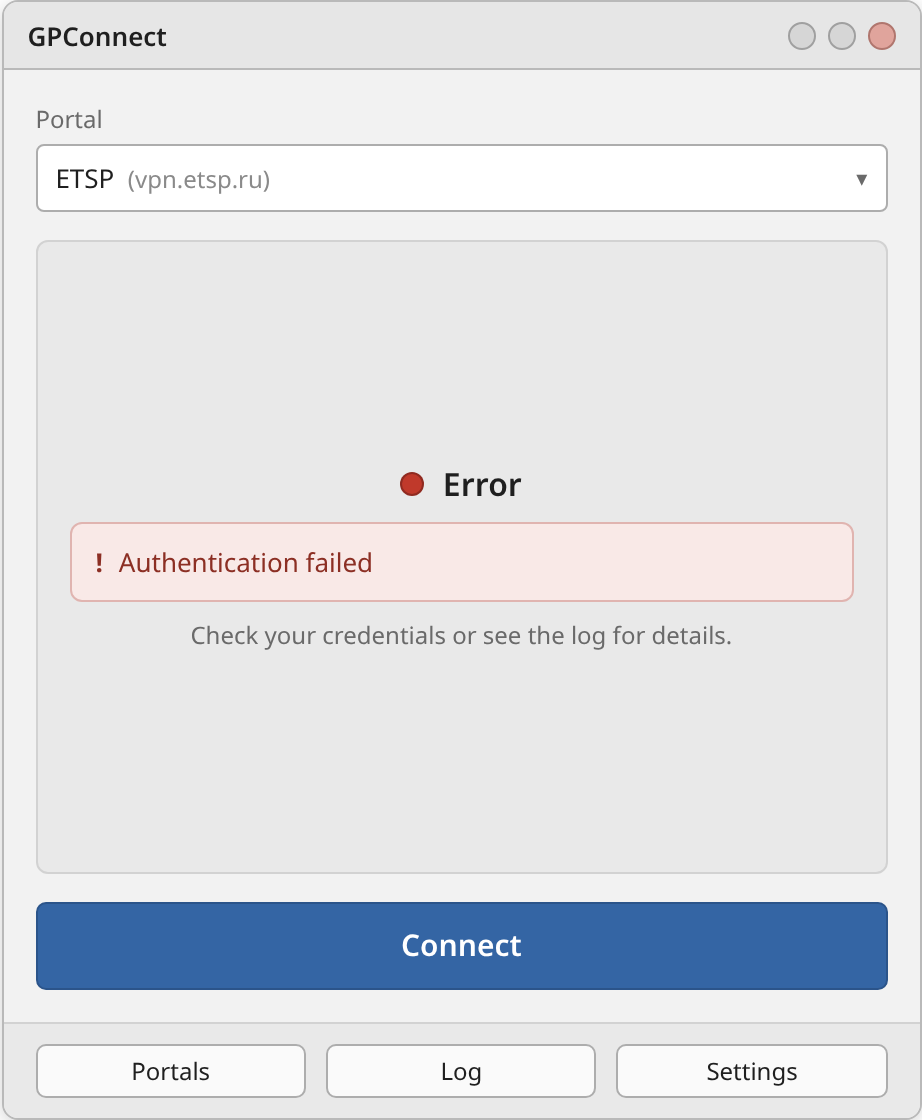 GPConnect
Portal
ETSP (vpn.etsp.ru) ▾
Error
! Authentication failed
Check your credentials or see the log for details.
Connect
Portals Log Settings